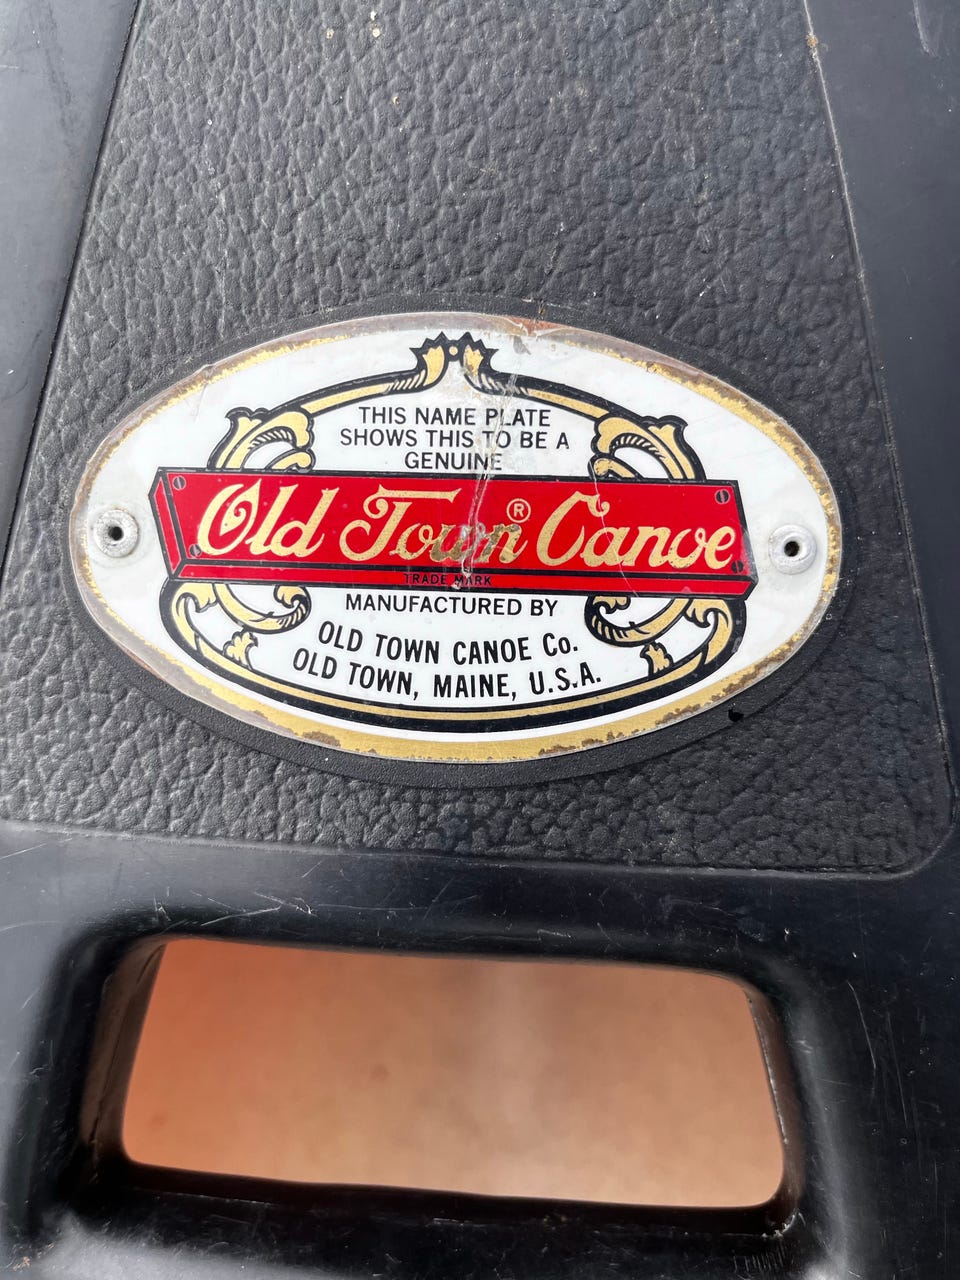 THIS NAME PLATE
SHOWS THIS TO BE A
GENUINE
Old Town® Canoe
TRADE MARK
MANUFACTURED BY
OLD TOWN CANOE Co.
OLD TOWN, MAINE, U.S.A.